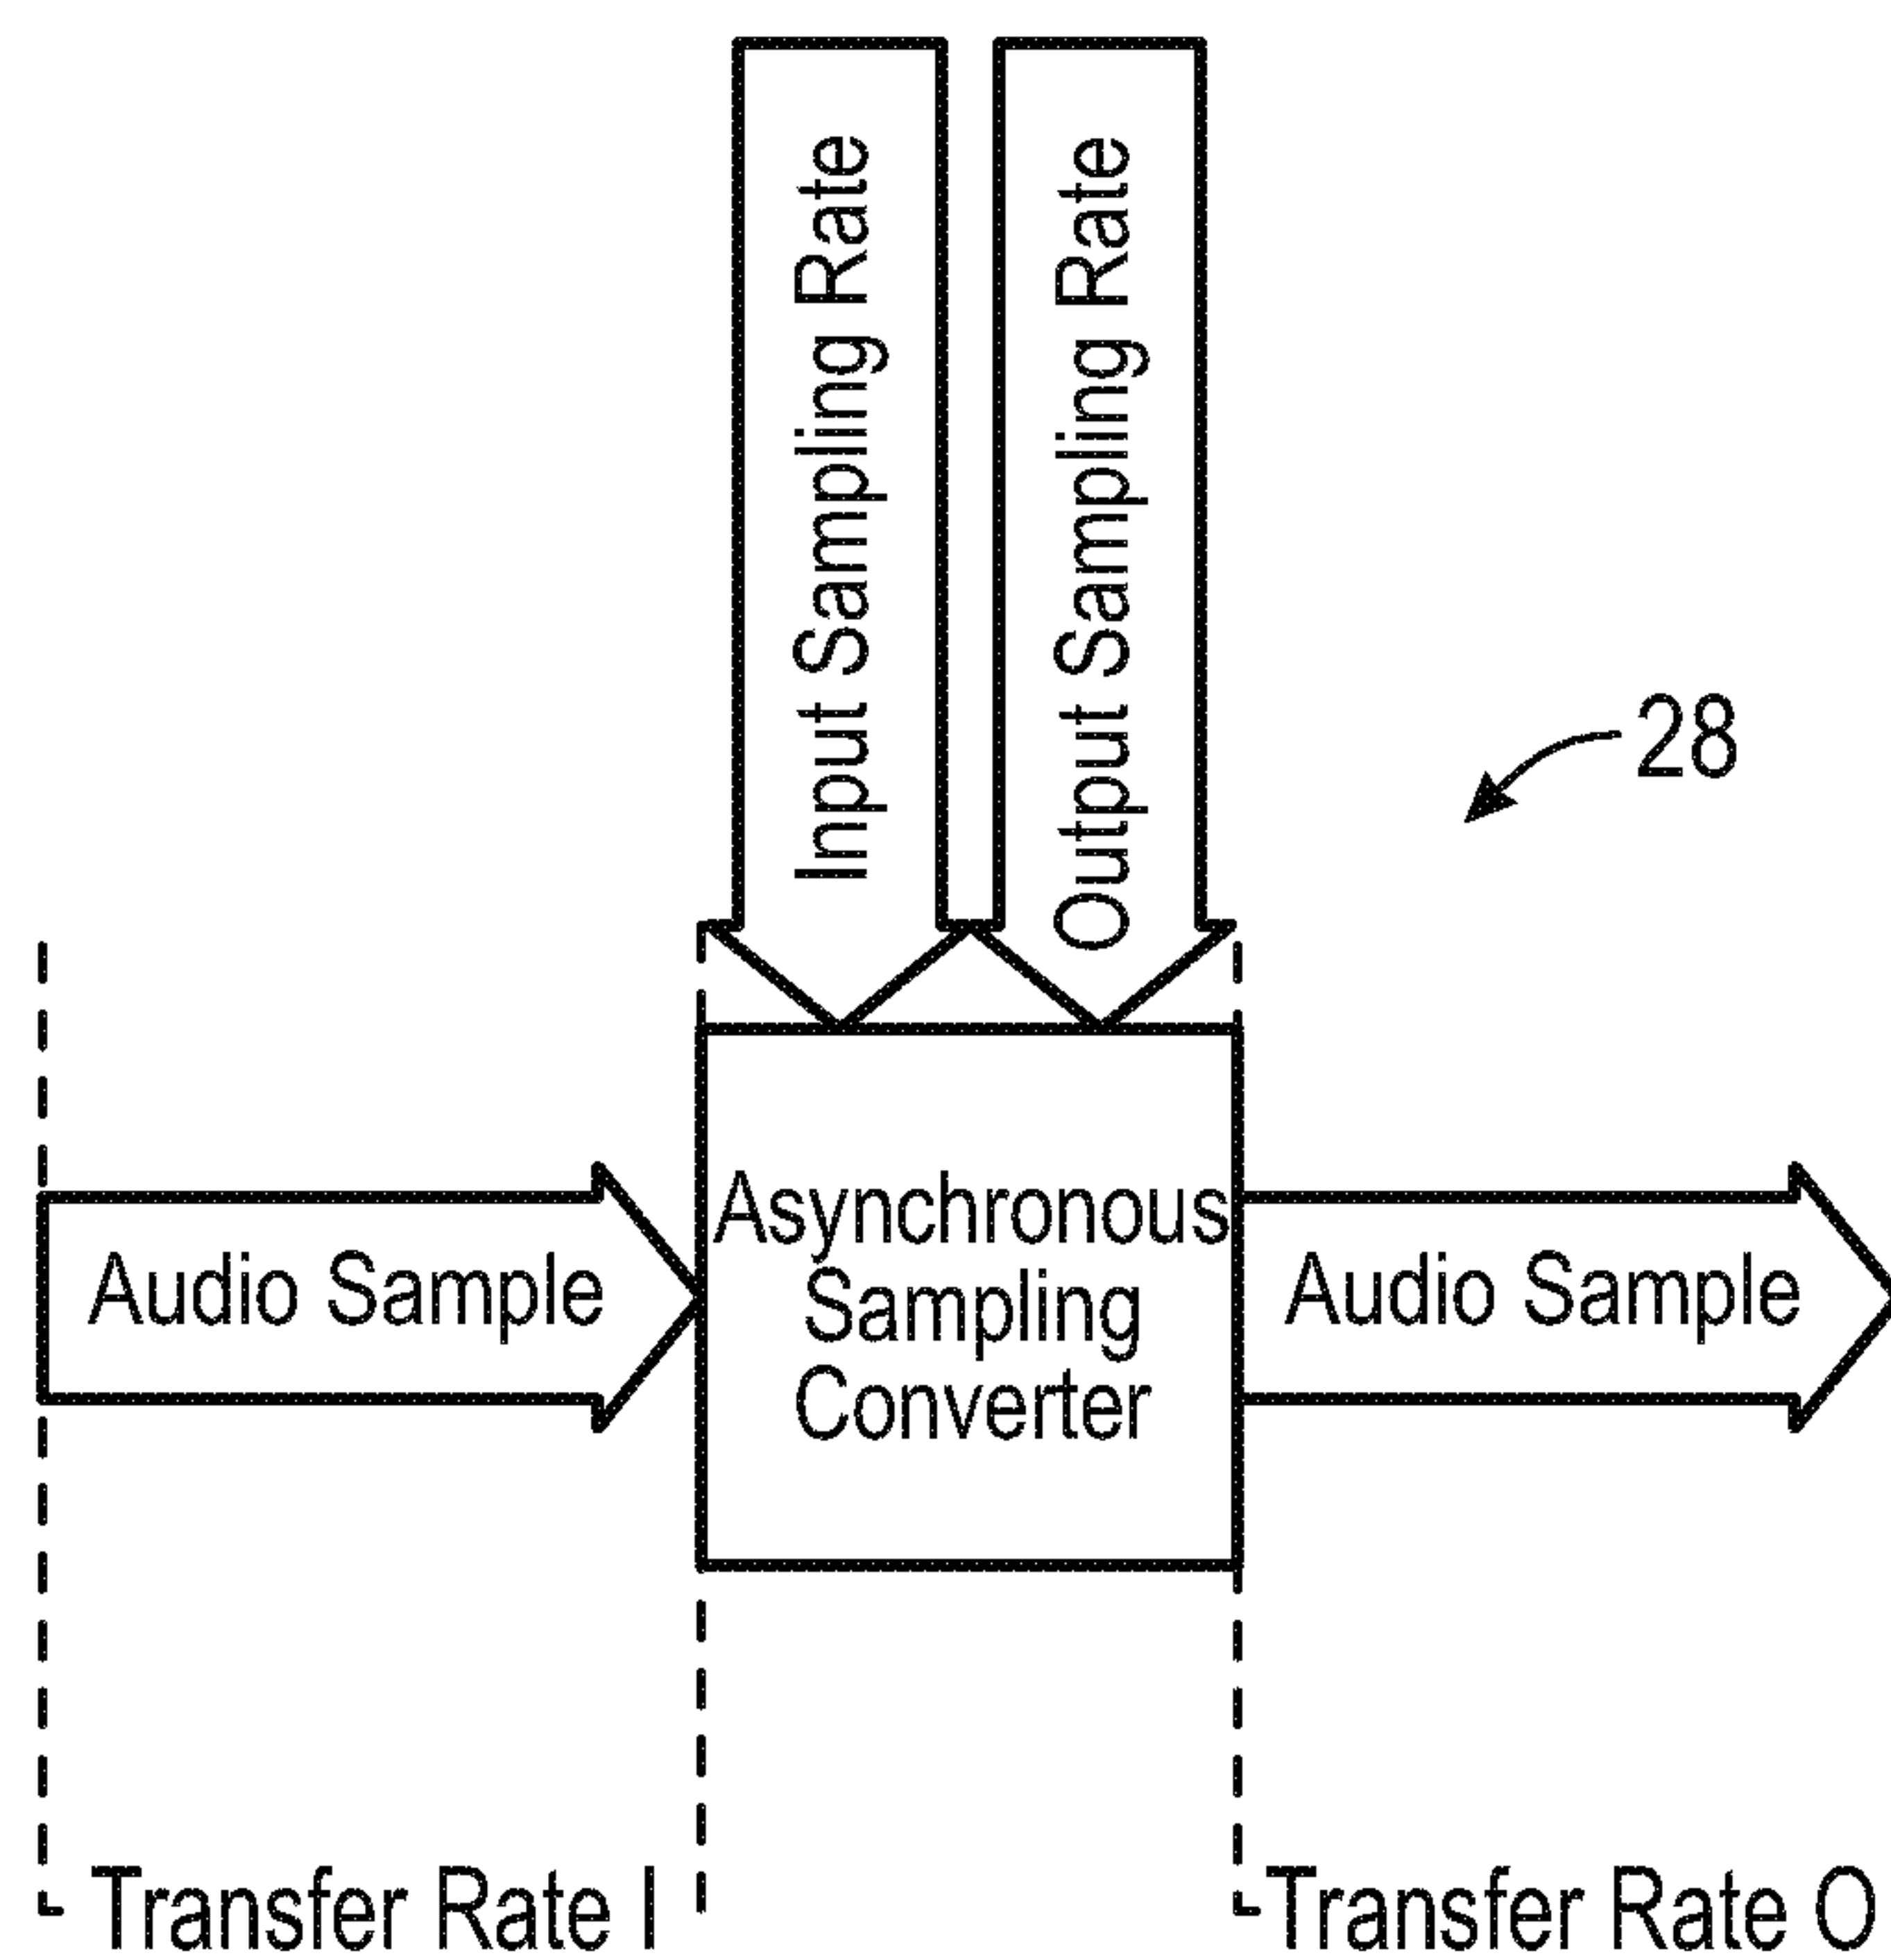 Input Sampling Rate
Output Sampling Rate
28
Audio Sample
Asynchronous
Sampling
Converter
Audio Sample
Transfer Rate I
Transfer Rate O